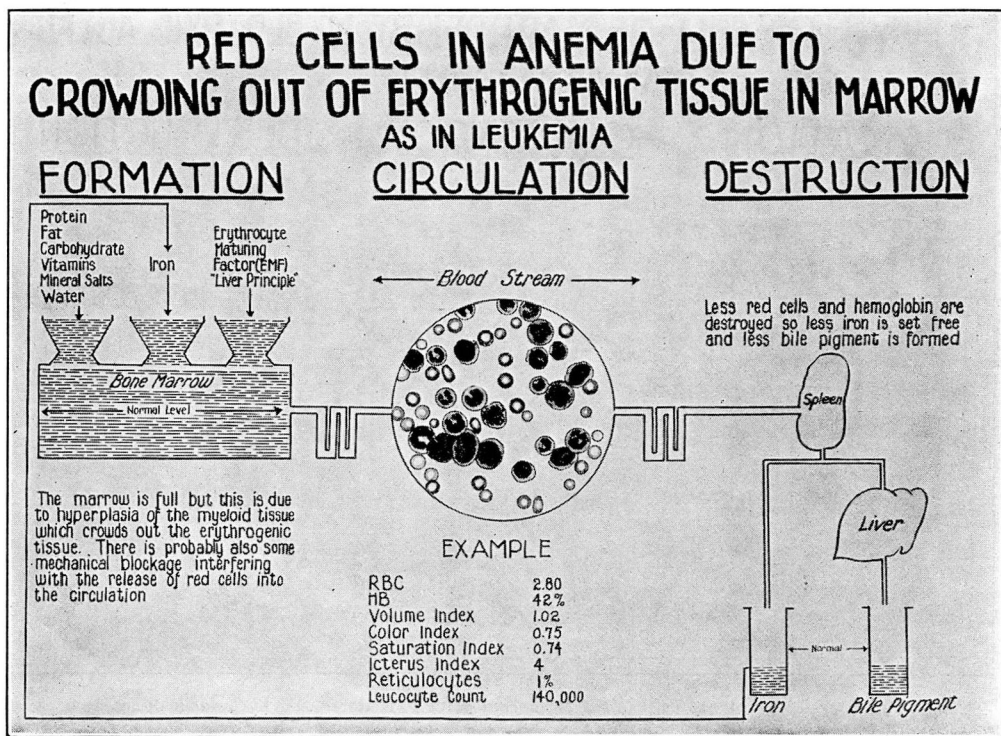 RED CELLS IN ANEMIA DUE TO
CROWDING OUT OF ERYTHROGENIC TISSUE IN MARROW
AS IN LEUKEMIA
FORMATION
Protein
Fat
Carbohydrate
Vitamins
Mineral Salts
Water
Iron
Erythrocyte
Maturing
Factor(EMF)
"Liver Principle"
Bone Marrow
Normal Level
The marrow is full but this is due
to hyperplasia of the myeloid tissue
which crowds out the erythrogenic
tissue. There is probably also some
mechanical blockage interfering
with the release of red cells into
the circulation
CIRCULATION
Blood Stream
EXAMPLE
RBC 2.80
HB 42%
Volume Index 1.02
Color Index 0.75
Saturation Index 0.74
Icterus Index 4
Reticulocytes 1%
Leucocyte Count 140,000
DESTRUCTION
Less red cells and hemoglobin are
destroyed so less iron is set free
and less bile pigment is formed
Spleen
Liver
Normal
Iron
Bile Pigment